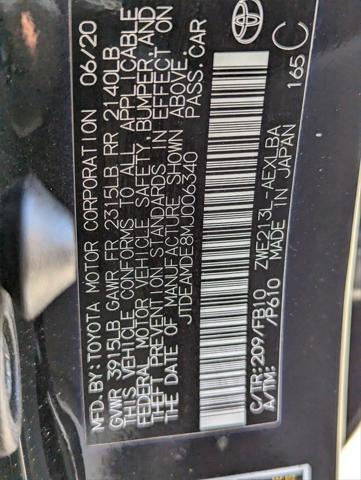 MFD. BY: TOYOTA MOTOR CORPORATION 06/20
GVWR 3915LB GAWR FR 2315LB RR 2140LB
THIS VEHICLE CONFORMS TO ALL APPLICABLE
FEDERAL MOTOR VEHICLE SAFETY, BUMPER, AND
THEFT PREVENTION STANDARDS IN EFFECT ON
THE DATE OF MANUFACTURE SHOWN ABOVE.
JTDEAMDE8MJ006340 PASS. CAR
C/TR: 209/FB10 ZWE213L-AEXLBA
A/TM: /P610 MADE IN JAPAN
165 C